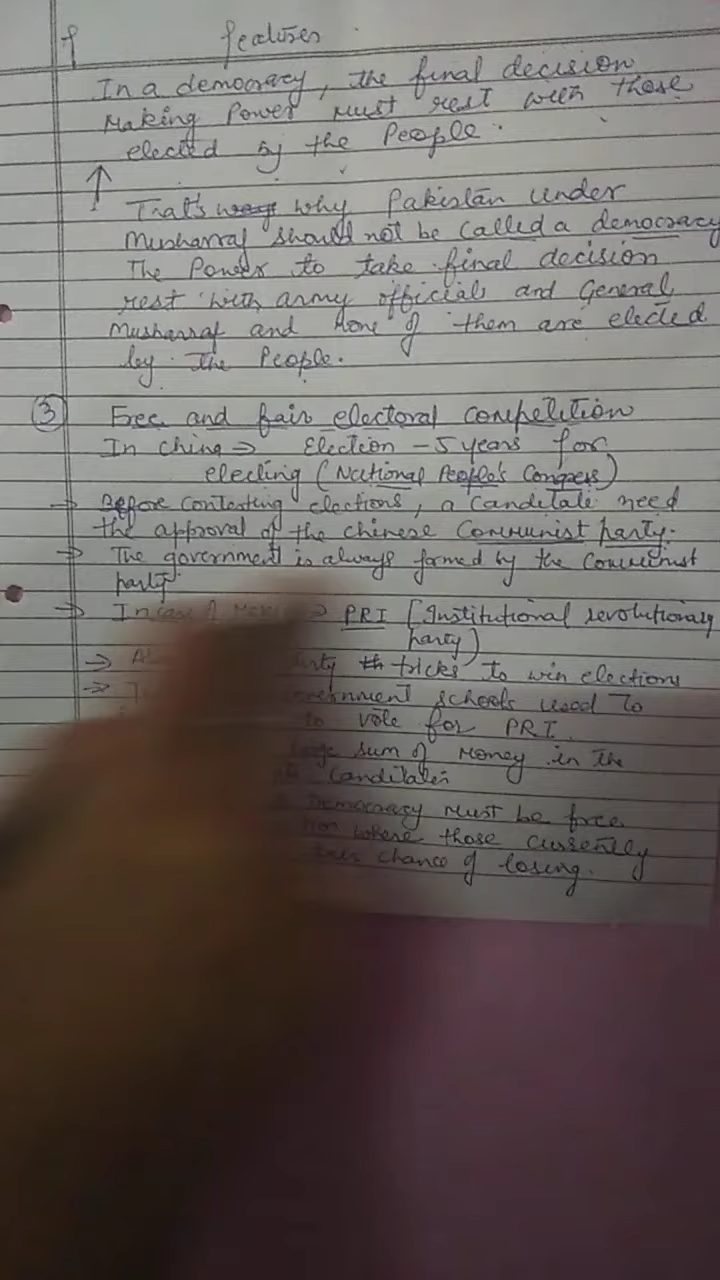 features
In a democracy, the final decision
Making Power Must rest with those
elected by the People.
That's why Pakistan under
Musharraf should not be called a democracy
The Power to take final decision
rest with army officials and General
Musharraf and None of them are elected
by the People.
③ Free and fair electoral competition
In China → Election - 5 years for
electing (National People's Congress)
→ Before Contesting elections, a Canditate need
the approval of the chinese Communist party.
→ The government is always formed by the Communist
party.
→ In case of → PRI [Institutional revolutionary
party)
→ tricks to win elections
→ schools used to
to vote for PRI.
sum of Money in the
Canditates
Democracy Must be free
where those currently
chance of losing.